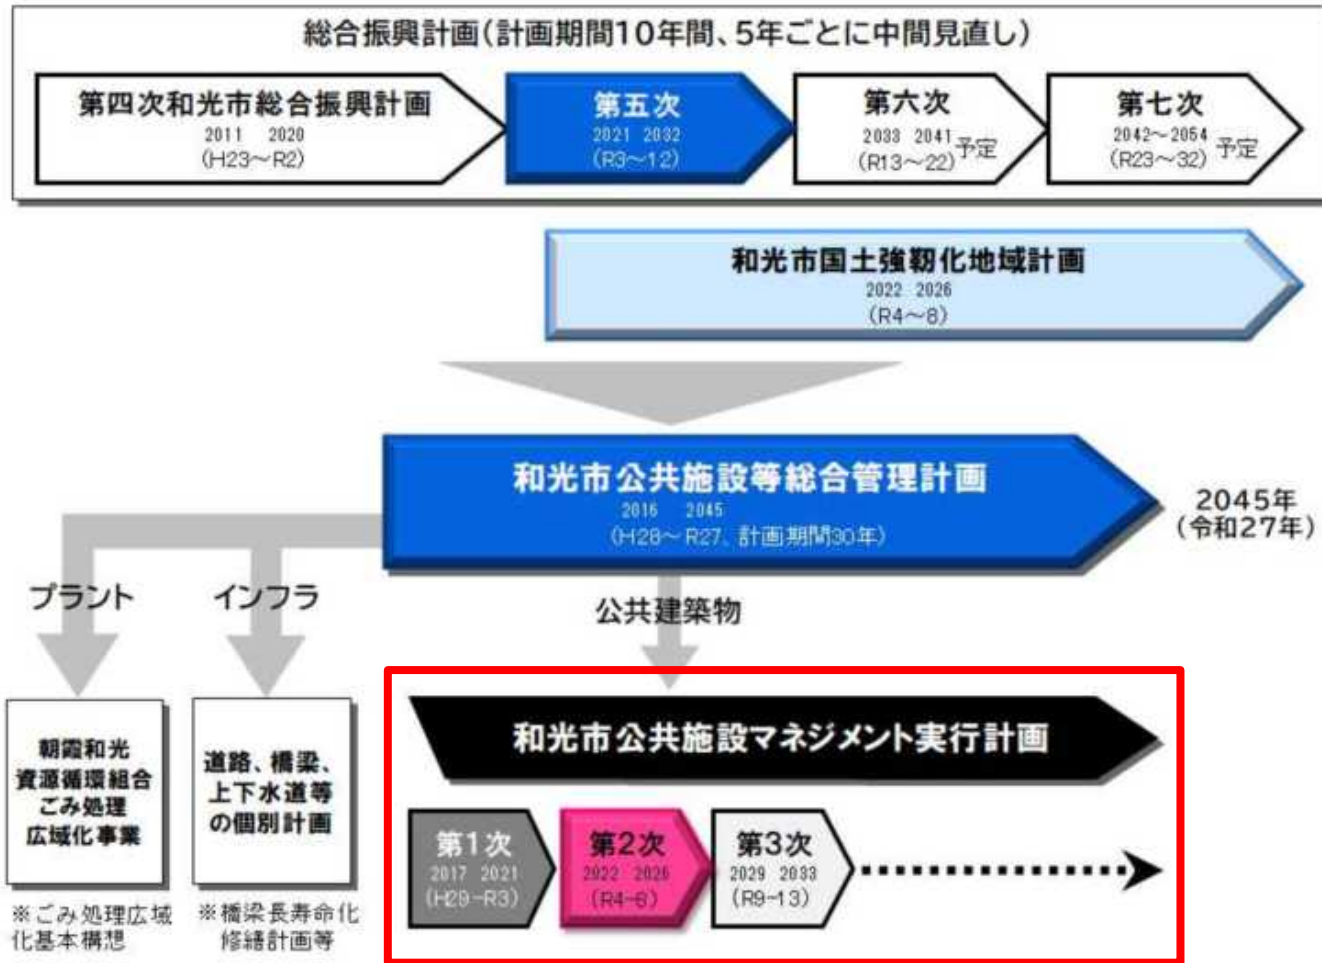 総合振興計画(計画期間10年間、5年ごとに中間見直し)
第四次和光市総合振興計画
2011 2020
(H23～R2)
第五次
2021 2032
(R3～12)
第六次
2033 2041
(R13～22)予定
第七次
2042～2054
(R23～32)予定
和光市国土強靭化地域計画
2022 2026
(R4～8)
和光市公共施設等総合管理計画
2016 2045
(H28～R27、計画期間30年)
2045年
(令和27年)
プラント
インフラ
公共建築物
朝霞和光
資源循環組合
ごみ処理
広域化事業
※ごみ処理広域
化基本構想
道路、橋梁、
上下水道等
の個別計画
※橋梁長寿命化
修繕計画等
和光市公共施設マネジメント実行計画
第1次
2017 2021
(H29-R3)
第2次
2022 2026
(R4-8)
第3次
2029 2033
(R9-13)